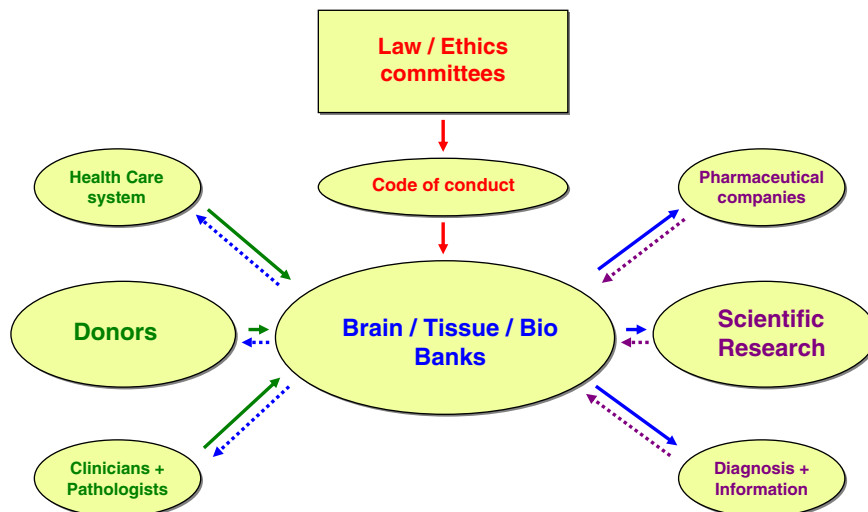 Law / Ethics
committees
Health Care
system
Code of conduct
Pharmaceutical
companies
Donors
Brain / Tissue / Bio
Banks
Scientific
Research
Clinicians +
Pathologists
Diagnosis +
Information